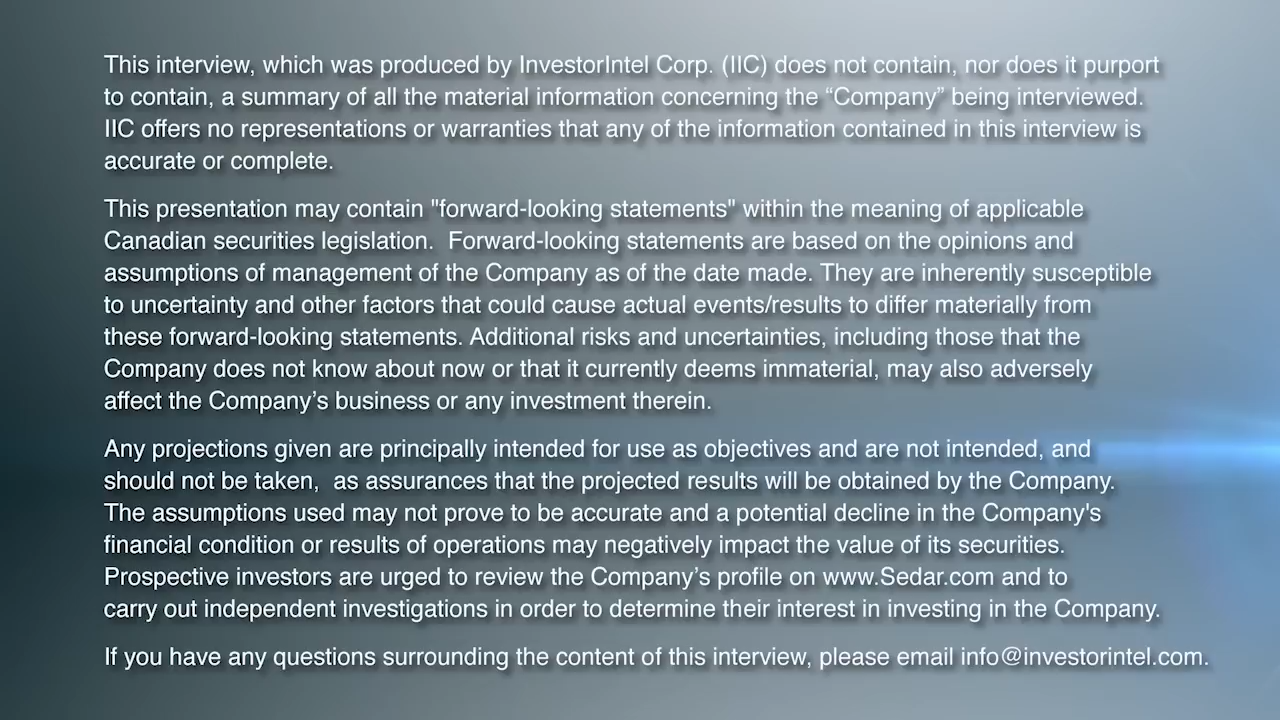 This interview, which was produced by InvestorIntel Corp. (IIC) does not contain, nor does it purport
to contain, a summary of all the material information concerning the “Company” being interviewed.
IIC offers no representations or warranties that any of the information contained in this interview is
accurate or complete.
This presentation may contain "forward-looking statements" within the meaning of applicable
Canadian securities legislation.  Forward-looking statements are based on the opinions and
assumptions of management of the Company as of the date made. They are inherently susceptible
to uncertainty and other factors that could cause actual events/results to differ materially from
these forward-looking statements. Additional risks and uncertainties, including those that the
Company does not know about now or that it currently deems immaterial, may also adversely
affect the Company’s business or any investment therein.
Any projections given are principally intended for use as objectives and are not intended, and
should not be taken,  as assurances that the projected results will be obtained by the Company.
The assumptions used may not prove to be accurate and a potential decline in the Company's
financial condition or results of operations may negatively impact the value of its securities.
Prospective investors are urged to review the Company’s profile on www.Sedar.com and to
carry out independent investigations in order to determine their interest in investing in the Company.
If you have any questions surrounding the content of this interview, please email info@investorintel.com.